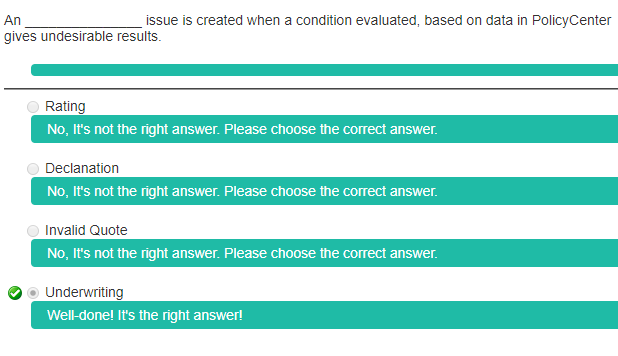 An ________________ issue is created when a condition evaluated, based on data in PolicyCenter
gives undesirable results.
Rating
No, It's not the right answer. Please choose the correct answer.
Declanation
No, It's not the right answer. Please choose the correct answer.
Invalid Quote
No, It's not the right answer. Please choose the correct answer.
Underwriting
Well-done! It's the right answer!